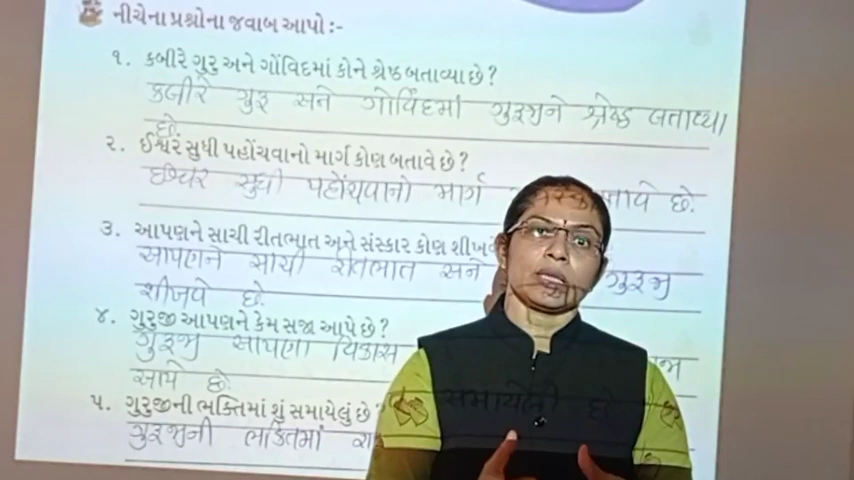 નીચેના પ્રશ્નોના જવાબ આપો :-
૧. કબીરે ગુરુ અને ગોંવિદમાં કોને શ્રેષ્ઠ બતાવ્યા છે?
કબીરે ગુરૂ અને ગોવિંદમાં ગુરૂજીને શ્રેષ્ઠ બતાવ્યા
છે.
૨. ઈશ્વર સુધી પહોંચવાનો માર્ગ કોણ બતાવે છે?
ઈશ્વર સુધી પહોંચવાનો માર્ગ છે.
૩. આપણને સાચી રીતભાત અને સંસ્કાર કોણ
આપણને સાચી રીતભાત અને ગુરૂજી
શીખવે છે.
૪. ગુરુજી આપણને કેમ સજા આપે છે?
ગુરૂજી આપણા વિકાસ
આપે છે.
૫. ગુરુજીની ભક્તિમાં શું સમાયેલું છે?
ગુરૂજીની ભક્તિમાં સમાયેલી છે